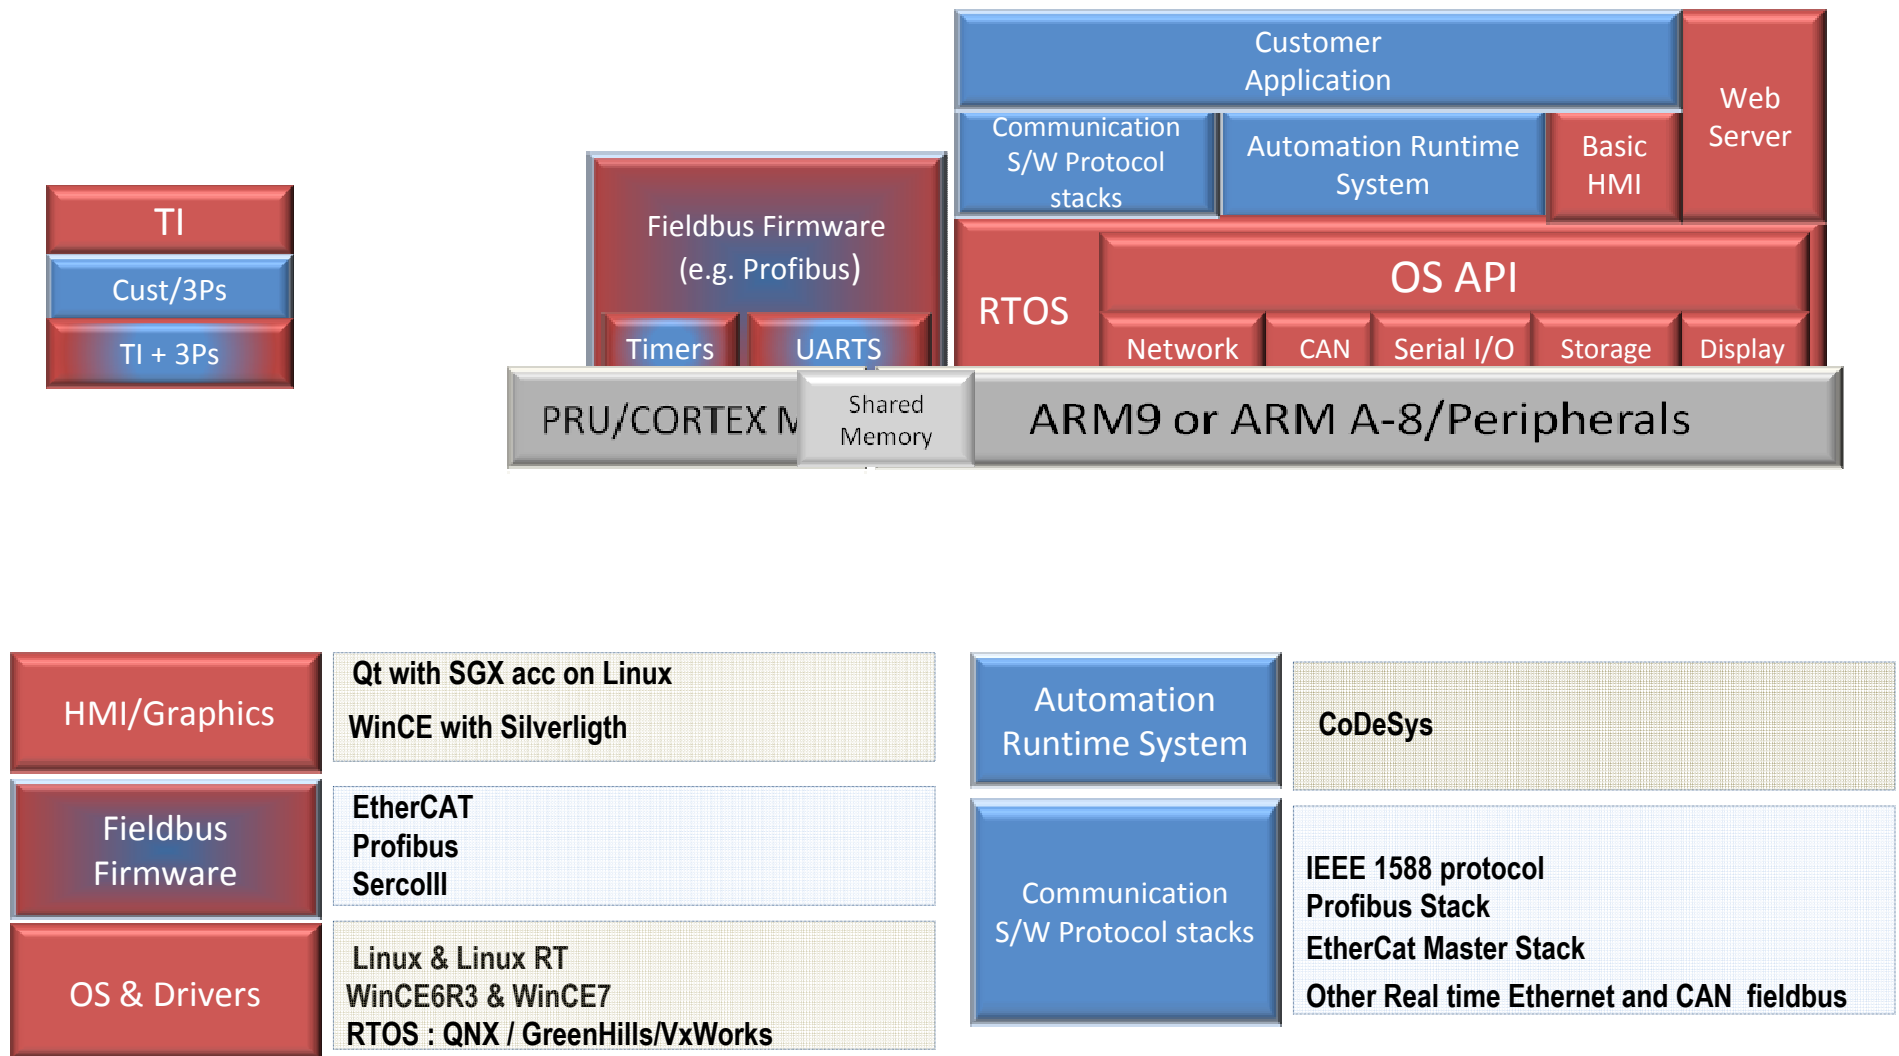 Customer
Application
Web
Server
Communication
S/W Protocol
stacks
Automation Runtime
System
Basic
HMI
TI
Cust/3Ps
TI + 3Ps
Fieldbus Firmware
(e.g. Profibus)
Timers
UARTS
RTOS
OS API
Network
CAN
Serial I/O
Storage
Display
PRU/CORTEX M
Shared
Memory
ARM9 or ARM A-8/Peripherals
HMI/Graphics
Qt with SGX acc on Linux
WinCE with Silverligth
Fieldbus
Firmware
EtherCAT
Profibus
SercoIII
OS & Drivers
Linux & Linux RT
WinCE6R3 & WinCE7
RTOS : QNX / GreenHills/VxWorks
Automation
Runtime System
CoDeSys
Communication
S/W Protocol stacks
IEEE 1588 protocol
Profibus Stack
EtherCat Master Stack
Other Real time Ethernet and CAN fieldbus